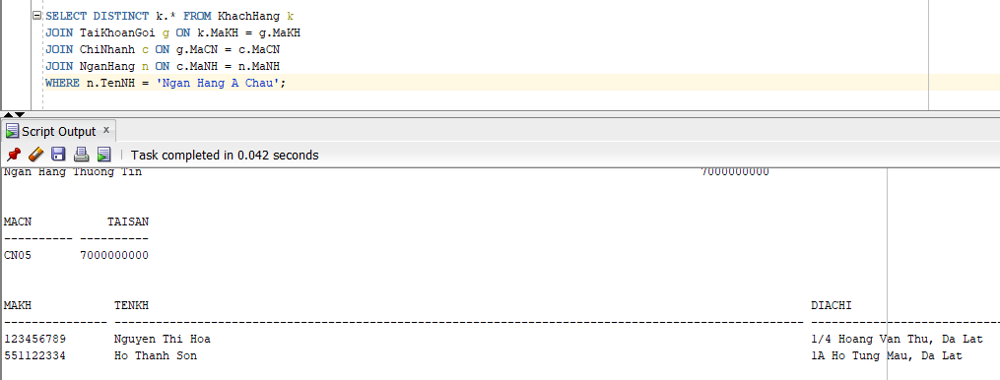 SELECT DISTINCT k.* FROM KhachHang k
JOIN TaiKhoanGoi g ON k.MaKH = g.MaKH
JOIN ChiNhanh c ON g.MaCN = c.MaCN
JOIN NganHang n ON c.MaNH = n.MaNH
WHERE n.TenNH = 'Ngan Hang A Chau';
Script Output x
Task completed in 0.042 seconds
Ngan Hang Thuong Tin 7000000000
MACN TAISAN
---------- ----------
CN05 7000000000
MAKH TENKH DIACHI
123456789 Nguyen Thi Hoa 1/4 Hoang Van Thu, Da Lat
551122334 Ho Thanh Son 1A Ho Tung Mau, Da Lat